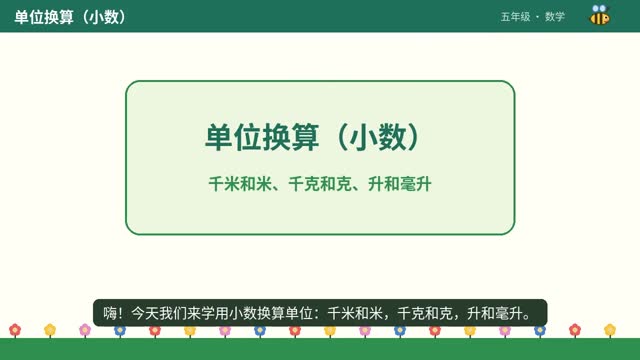 单位换算（小数）
五年级 · 数学
单位换算（小数）
千米和米、千克和克、升和毫升
嗨！今天我们来学用小数换算单位：千米和米，千克和克，升和毫升。